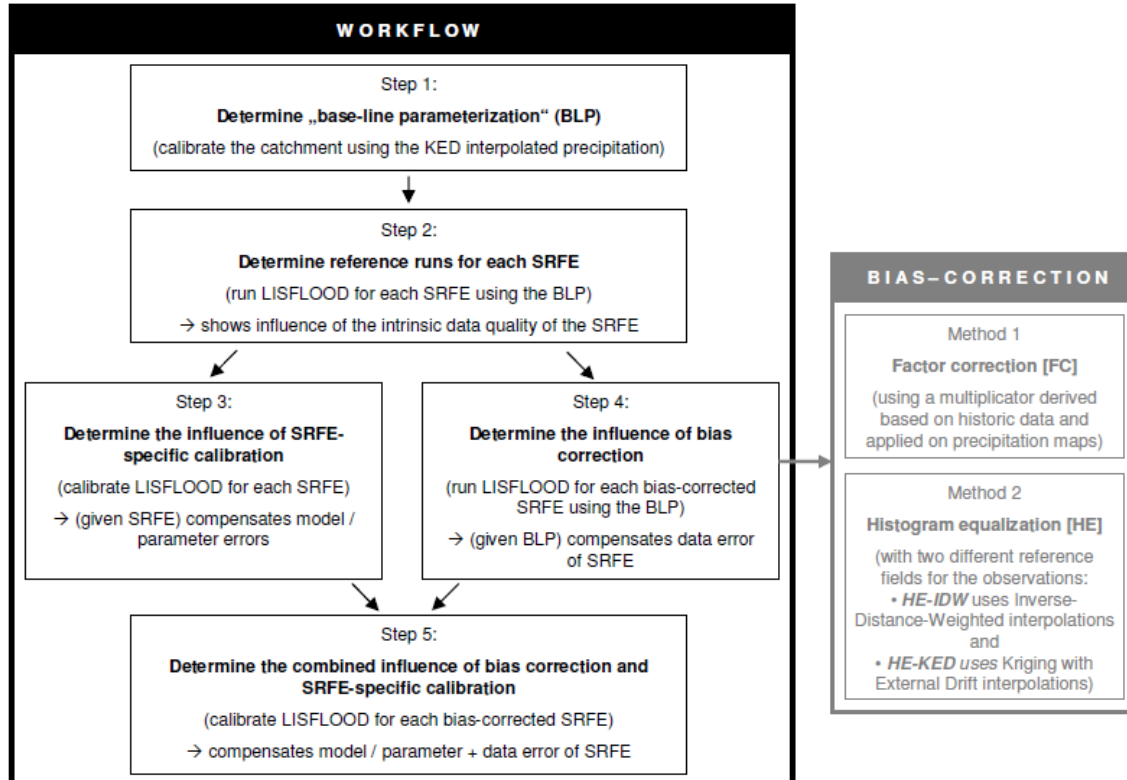 WORKFLOW
Step 1:
Determine „base-line parameterization“ (BLP)
(calibrate the catchment using the KED interpolated precipitation)
Step 2:
Determine reference runs for each SRFE
(run LISFLOOD for each SRFE using the BLP)
→ shows influence of the intrinsic data quality of the SRFE
Step 3:
Determine the influence of SRFE-
specific calibration
(calibrate LISFLOOD for each SRFE)
→ (given SRFE) compensates model /
parameter errors
Step 4:
Determine the influence of bias
correction
(run LISFLOOD for each bias-corrected
SRFE using the BLP)
→ (given BLP) compensates data error
of SRFE
Step 5:
Determine the combined influence of bias correction and
SRFE-specific calibration
(calibrate LISFLOOD for each bias-corrected SRFE)
→ compensates model / parameter + data error of SRFE
BIAS–CORRECTION
Method 1
Factor correction [FC]
(using a multiplicator derived
based on historic data and
applied on precipitation maps)
Method 2
Histogram equalization [HE]
(with two different reference
fields for the observations:
• HE-IDW uses Inverse-
Distance-Weighted interpolations
and
• HE-KED uses Kriging with
External Drift interpolations)